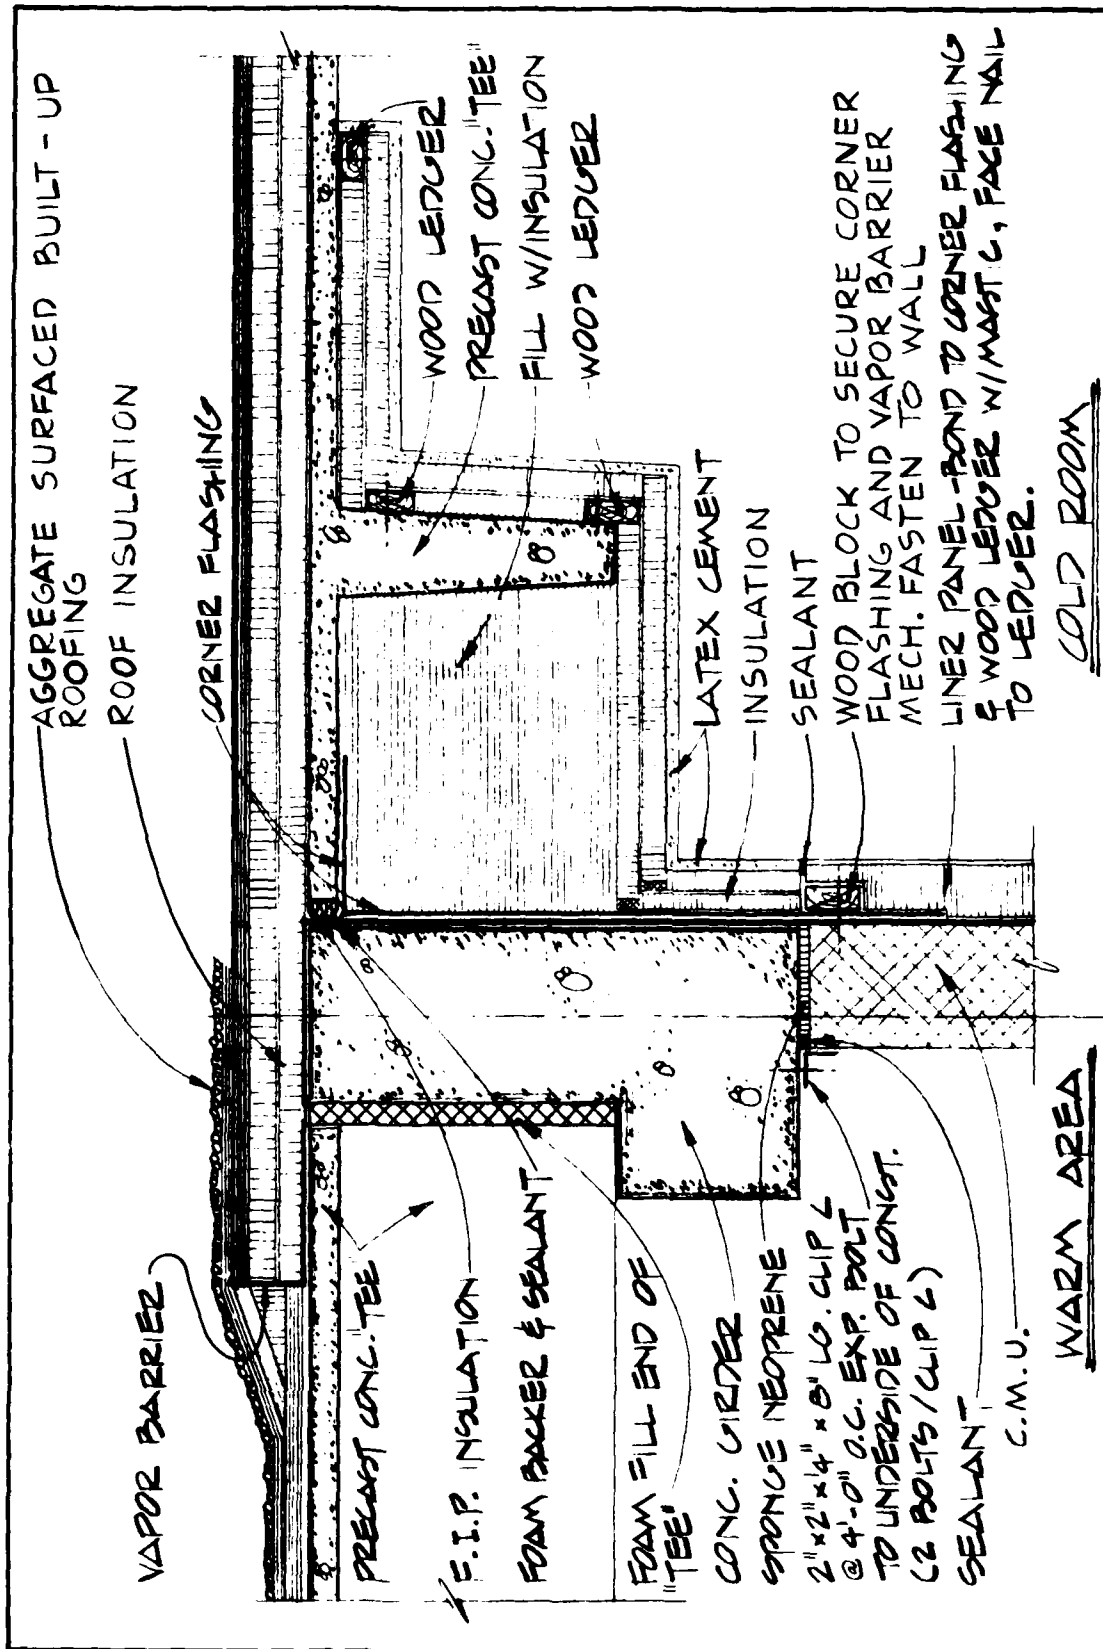 AGGREGATE SURFACED BUILT-UP
ROOFING
ROOF INSULATION
CORNER FLASHING
WOOD LEDGER
PRECAST CONC. "TEE"
FILL W/INSULATION
WOOD LEDGER
LATEX CEMENT
INSULATION
SEALANT
WOOD BLOCK TO SECURE CORNER
FLASHING AND VAPOR BARRIER
MECH. FASTEN TO WALL
LINER PANEL-BOND TO CORNER FLASHING
& WOOD LEDGER W/MASTIC, FACE NAIL
TO LEDGER.
COLD ROOM
VAPOR BARRIER
PRECAST CONC. "TEE"
F.I.P. INSULATION
FOAM BACKER & SEALANT
FOAM FILL END OF
"TEE"
CONC. GIRDER
SPONGE NEOPRENE
2"x2"x¼"x8" LG. CLIP L
@ 4'-0" O.C. EXP. BOLT
TO UNDERSIDE OF CONST.
(2 BOLTS/CLIP L)
SEALANT
C.M.U.
WARM AREA